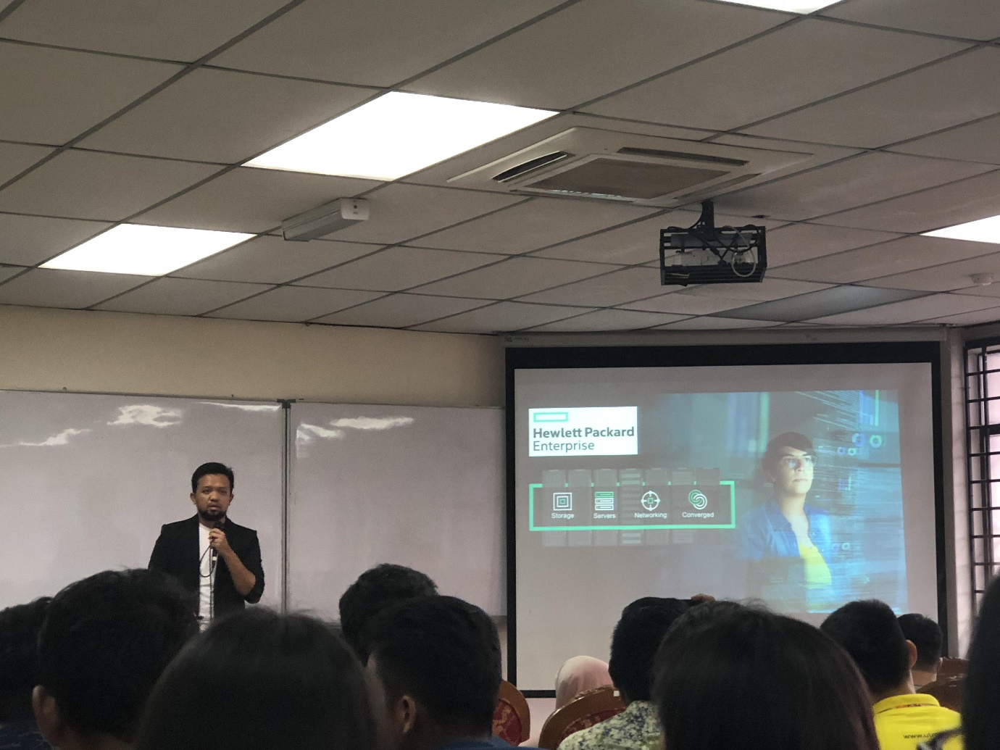 Hewlett Packard
Enterprise
Storage
Servers
Networking
Converged